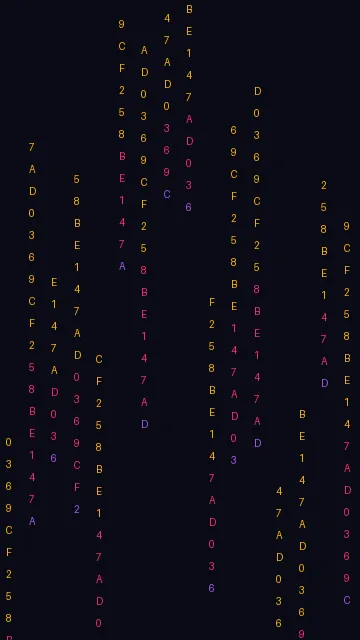 0369CF258
7AD0369CF258BE147A
E147AD036
58BE147AD0369CF2
CF258BE147AD0
9CF258BE147A
AD0369CF258BE147AD
47AD0369C
BE147AD036
F258BE147AD036
69CF258BE147AD03
D0369CF258BE147AD
47AD036
BE147AD0369
258BE147AD
9CF258BE147AD0369C